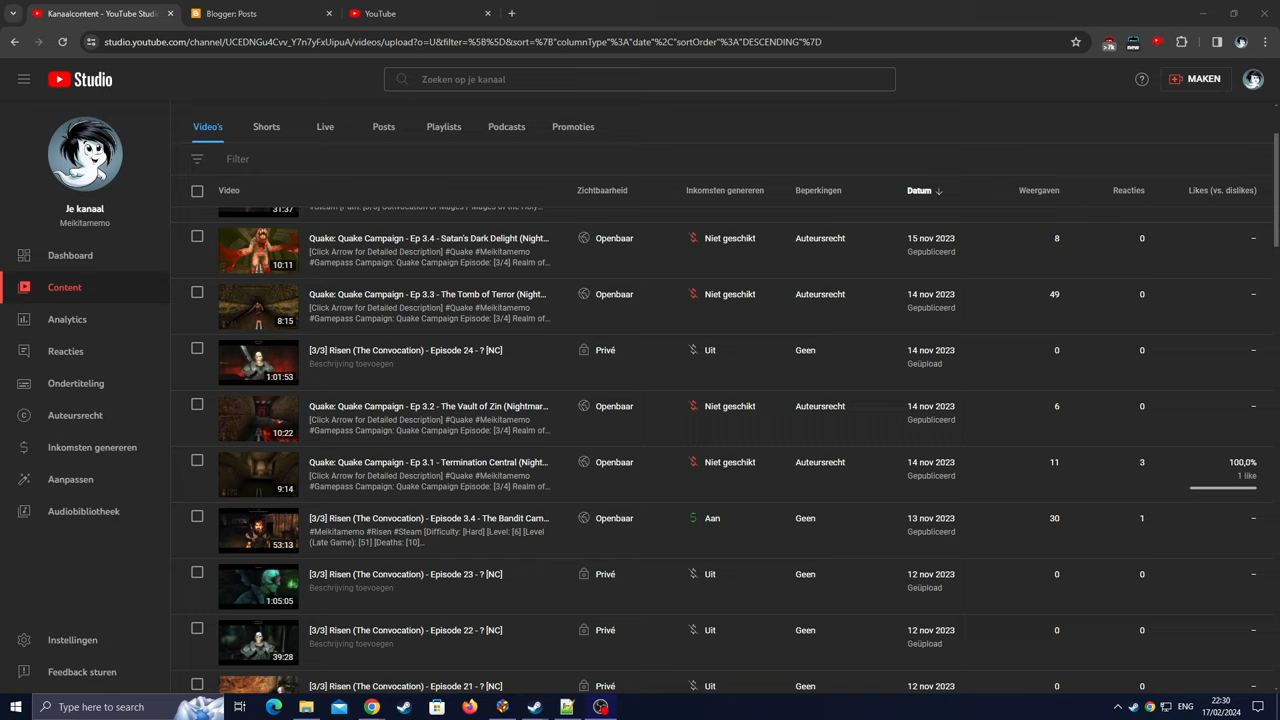 Kanaalcontent - YouTube Studi
Blogger: Posts
YouTube
studio.youtube.com/channel/UCEDNGu4Cvv_Y7n7yFxUipuA/videos/upload?o=U&filter=%5B%5D&sort=%7B"columnType"%3A"date"%2C"sortOrder"%3A"DESCENDING"%7D
>7k
new
Studio
Zoeken op je kanaal
MAKEN
Je kanaal
Meikitamemo
Dashboard
Content
Analytics
Reacties
Ondertiteling
Auteursrecht
Inkomsten genereren
Aanpassen
Audiobibliotheek
Instellingen
Feedback sturen
Video's Shorts Live Posts Playlists Podcasts Promoties
Filter
Video Zichtbaarheid Inkomsten genereren Beperkingen Datum Weergaven Reacties Likes (vs. dislikes)
31:37
Quake: Quake Campaign - Ep 3.4 - Satan's Dark Delight (Night... Openbaar Niet geschikt Auteursrecht 15 nov 2023 8 0 –
[Click Arrow for Detailed Description] #Quake #Meikitamemo Gepubliceerd
#Gamepass Campaign: Quake Campaign Episode: [3/4] Realm of...
10:11
Quake: Quake Campaign - Ep 3.3 - The Tomb of Terror (Night... Openbaar Niet geschikt Auteursrecht 14 nov 2023 49 0 –
[Click Arrow for Detailed Description] #Quake #Meikitamemo Gepubliceerd
#Gamepass Campaign: Quake Campaign Episode: [3/4] Realm of...
8:15
[3/3] Risen (The Convocation) - Episode 24 - ? [NC] Privé Uit Geen 14 nov 2023 0 0 –
Beschrijving toevoegen Geüpload
1:01:53
Quake: Quake Campaign - Ep 3.2 - The Vault of Zin (Nightmar... Openbaar Niet geschikt Auteursrecht 14 nov 2023 6 0 –
[Click Arrow for Detailed Description] #Quake #Meikitamemo Gepubliceerd
#Gamepass Campaign: Quake Campaign Episode: [3/4] Realm of...
10:22
Quake: Quake Campaign - Ep 3.1 - Termination Central (Night... Openbaar Niet geschikt Auteursrecht 14 nov 2023 11 3 100,0%
[Click Arrow for Detailed Description] #Quake #Meikitamemo Gepubliceerd 1 like
#Gamepass Campaign: Quake Campaign Episode: [3/4] Realm of...
9:14
[3/3] Risen (The Convocation) - Episode 3.4 - The Bandit Cam... Openbaar Aan Geen 13 nov 2023 30 1 –
#Meikitamemo #Risen #Steam [Difficulty: [Hard] [Level: [6] [Level Gepubliceerd
(Late Game): [51] [Deaths: [10]...
53:13
[3/3] Risen (The Convocation) - Episode 23 - ? [NC] Privé Uit Geen 12 nov 2023 0 0 –
Beschrijving toevoegen Geüpload
1:05:05
[3/3] Risen (The Convocation) - Episode 22 - ? [NC] Privé Uit Geen 12 nov 2023 0 0 –
Beschrijving toevoegen Geüpload
39:28
[3/3] Risen (The Convocation) - Episode 21 - ? [NC] Privé Uit Geen 12 nov 2023 0 0 –
Type here to search
22:30
17/02/2024